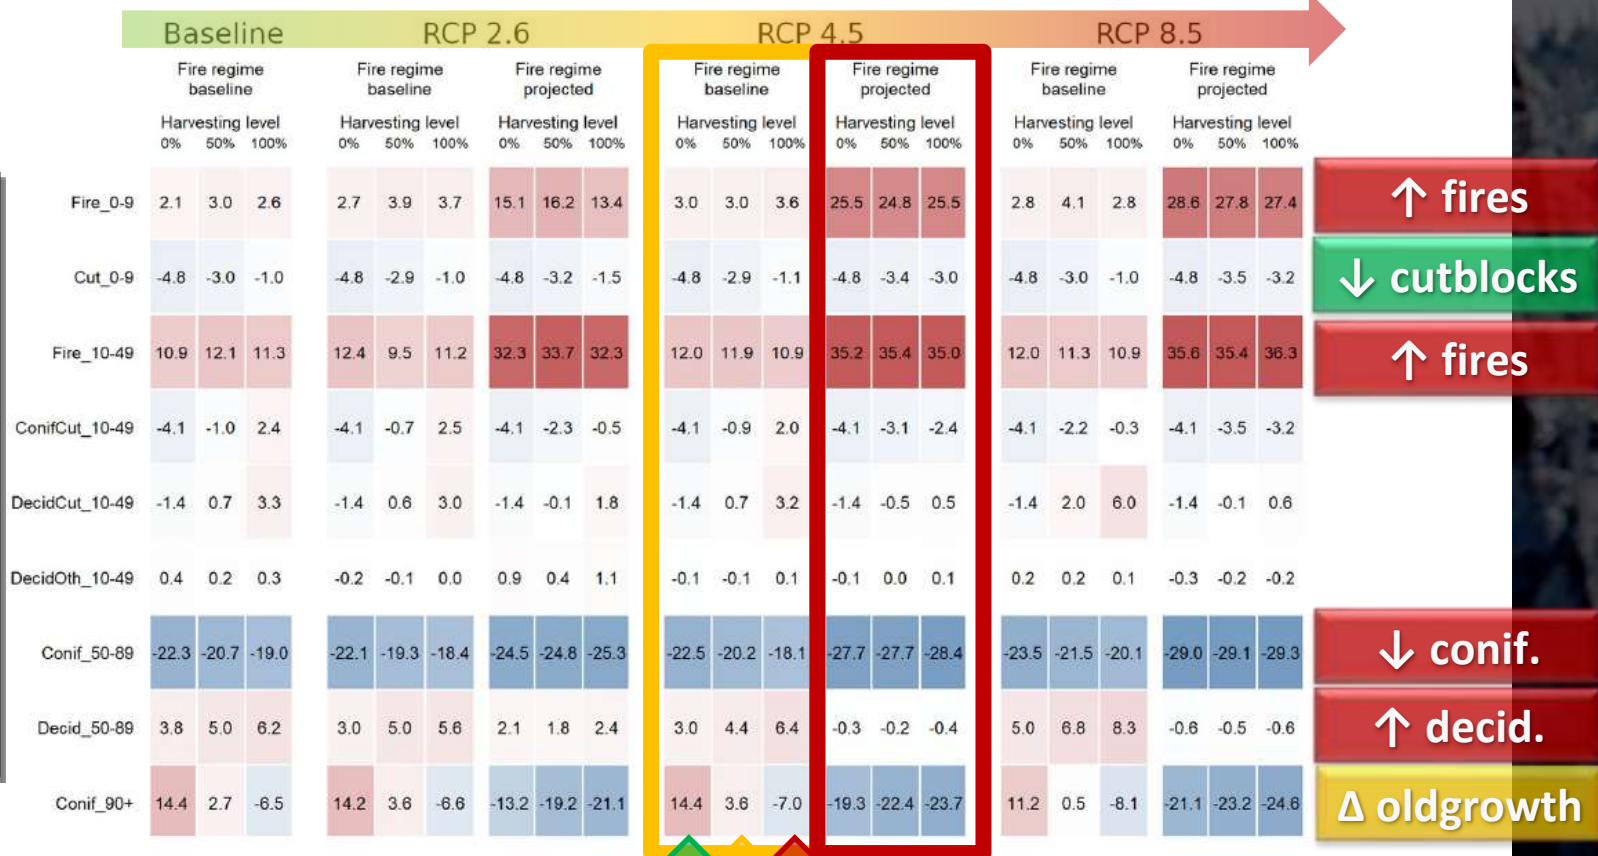 Baseline RCP 2.6 RCP 4.5 RCP 8.5
Fire regime Fire regime Fire regime Fire regime Fire regime Fire regime Fire regime
baseline baseline projected baseline projected baseline projected
Harvesting level Harvesting level Harvesting level Harvesting level Harvesting level Harvesting level Harvesting level
0% 50% 100% 0% 50% 100% 0% 50% 100% 0% 50% 100% 0% 50% 100% 0% 50% 100% 0% 50% 100%
Fire_0-9 2.1 3.0 2.6 2.7 3.9 3.7 15.1 16.2 13.4 3.0 3.0 3.6 25.5 24.8 25.5 2.8 4.1 2.8 28.6 27.8 27.4 ↑ fires
Cut_0-9 -4.8 -3.0 -1.0 -4.8 -2.9 -1.0 -4.8 -3.2 -1.5 -4.8 -2.9 -1.1 -4.8 -3.4 -3.0 -4.8 -3.0 -1.0 -4.8 -3.5 -3.2 ↓ cutblocks
Fire_10-49 10.9 12.1 11.3 12.4 9.5 11.2 32.3 33.7 32.3 12.0 11.9 10.9 35.2 35.4 35.0 12.0 11.3 10.9 35.6 35.4 36.3 ↑ fires
ConifCut_10-49 -4.1 -1.0 2.4 -4.1 -0.7 2.5 -4.1 -2.3 -0.5 -4.1 -0.9 2.0 -4.1 -3.1 -2.4 -4.1 -2.2 -0.3 -4.1 -3.5 -3.2
DecidCut_10-49 -1.4 0.7 3.3 -1.4 0.6 3.0 -1.4 -0.1 1.8 -1.4 0.7 3.2 -1.4 -0.5 0.5 -1.4 2.0 6.0 -1.4 -0.1 0.6
DecidOth_10-49 0.4 0.2 0.3 -0.2 -0.1 0.0 0.9 0.4 1.1 -0.1 -0.1 0.1 -0.1 0.0 0.1 0.2 0.2 0.1 -0.3 -0.2 -0.2
Conif_50-89 -22.3 -20.7 -19.0 -22.1 -19.3 -18.4 -24.5 -24.8 -25.3 -22.5 -20.2 -18.1 -27.7 -27.7 -28.4 -23.5 -21.5 -20.1 -29.0 -29.1 -29.3 ↓ conif.
Decid_50-89 3.8 5.0 6.2 3.0 5.0 5.6 2.1 1.8 2.4 3.0 4.4 6.4 -0.3 -0.2 -0.4 5.0 6.8 8.3 -0.6 -0.5 -0.6 ↑ decid.
Conif_90+ 14.4 2.7 -6.5 14.2 3.6 -6.6 -13.2 -19.2 -21.1 14.4 3.6 -7.0 -19.3 -22.4 -23.7 11.2 0.5 -8.1 -21.1 -23.2 -24.6 Δ oldgrowth